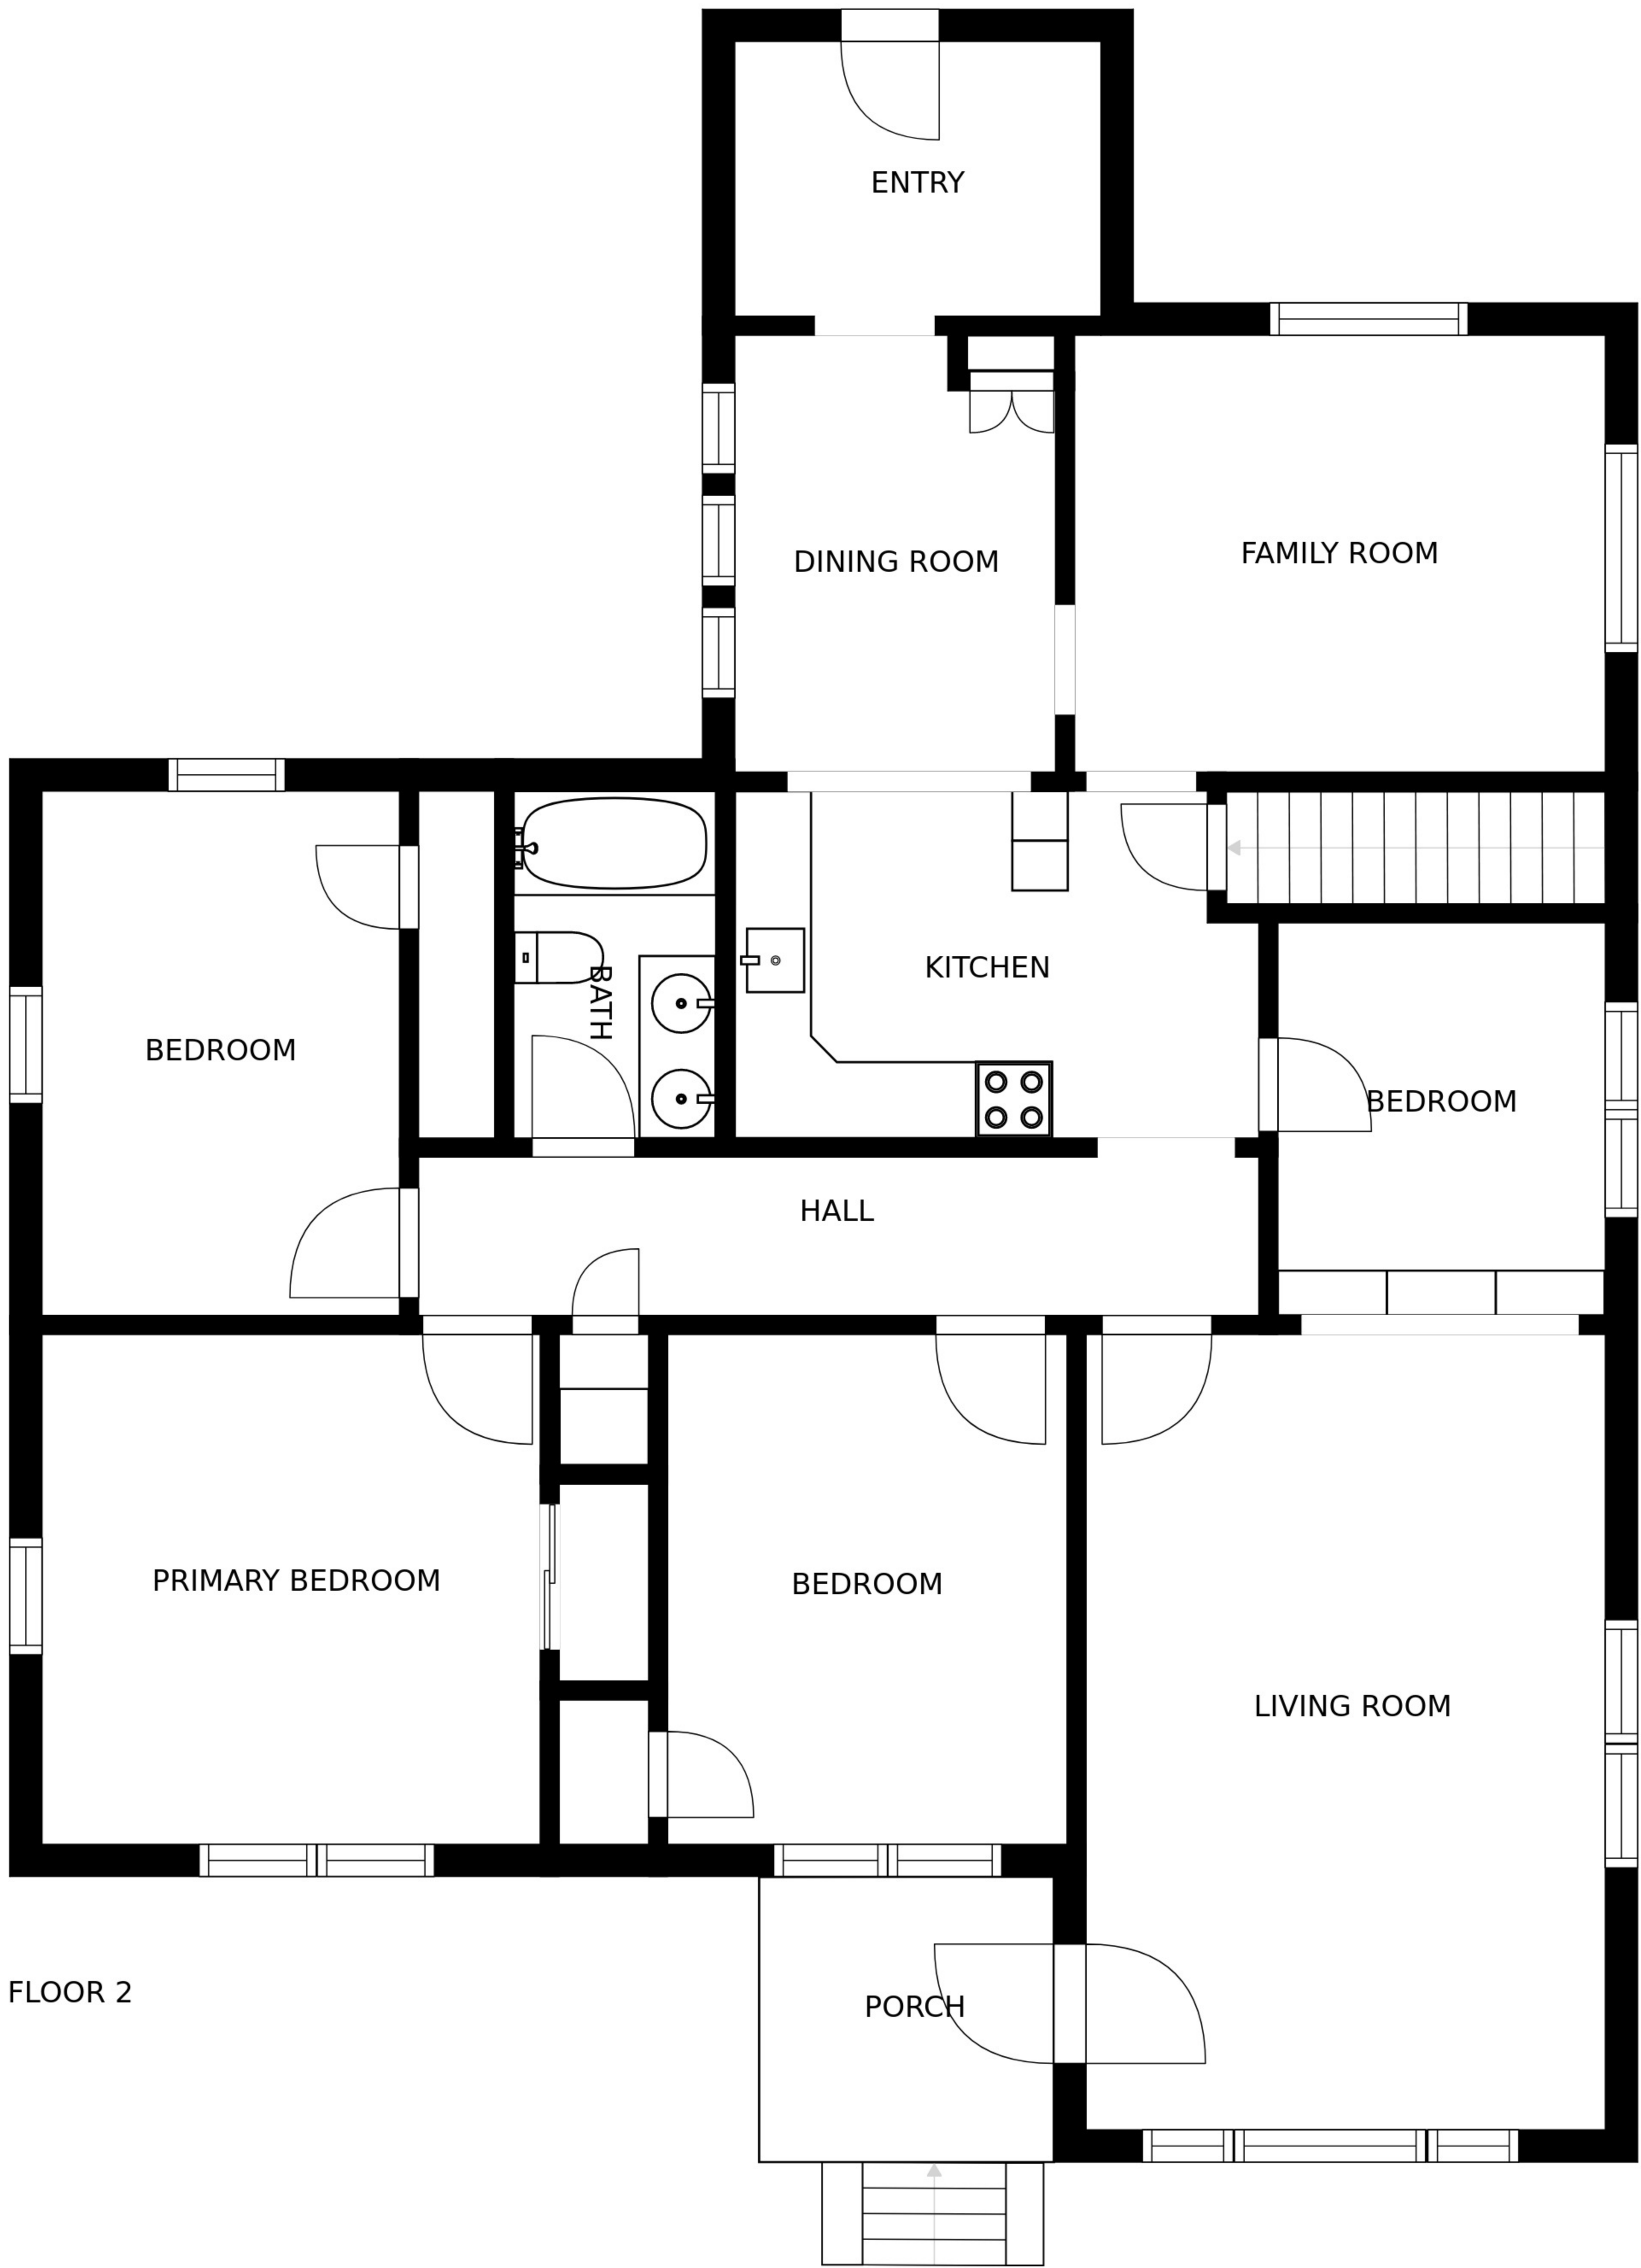 ENTRY
DINING ROOM
FAMILY ROOM
KITCHEN
BATH
BEDROOM
BEDROOM
HALL
PRIMARY BEDROOM
BEDROOM
LIVING ROOM
FLOOR 2
PORCH